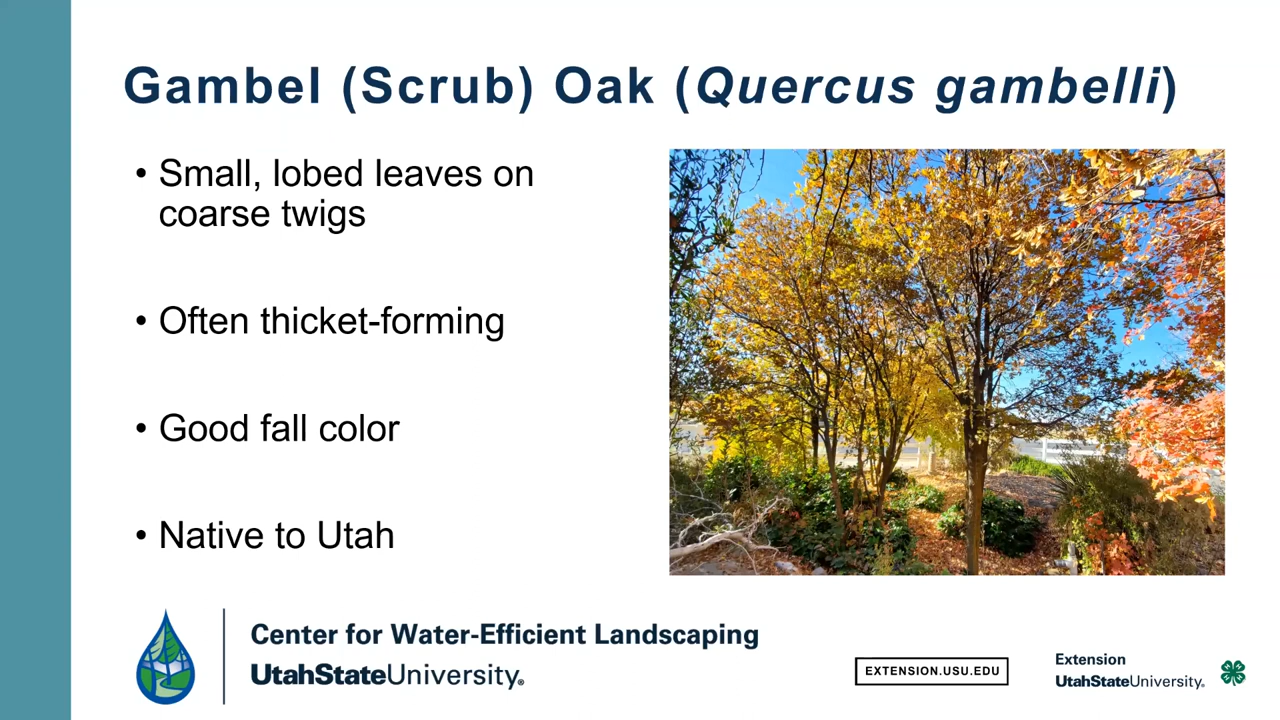 Gambel (Scrub) Oak (Quercus gambelli)
• Small, lobed leaves on
coarse twigs
• Often thicket-forming
• Good fall color
• Native to Utah
Center for Water-Efficient Landscaping
UtahStateUniversity®
EXTENSION.USU.EDU
Extension
UtahStateUniversity®